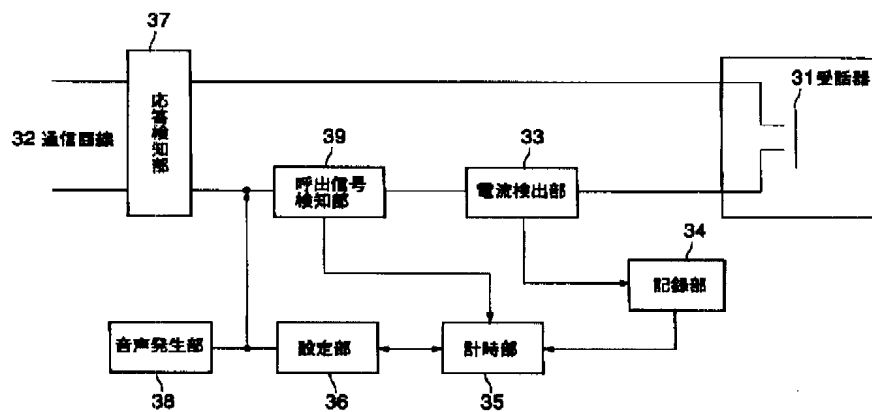 37
応答検知部
31 受話器
32 通信回線
39
呼出信号
検知部
33
電流検出部
34
記録部
音声発生部
設定部
計時部
38
36
35